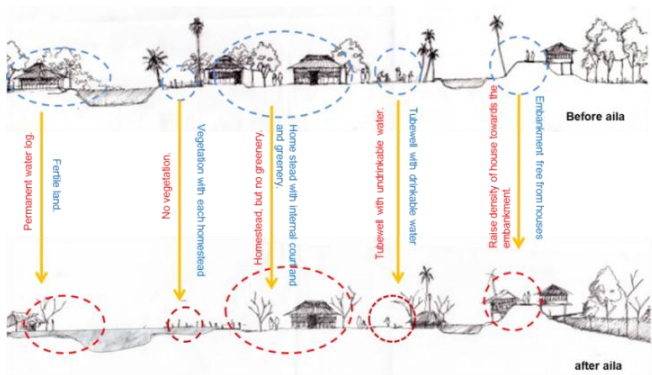 Before aila
Permanent water log.
Fertile land.
No vegetation.
Vegetation with each homestead
Homestead, but no greenery.
Home stead with internal courtland
and greenery.
Tubewell with undrinkable water.
Tubewell with drinkable water
Raise density of house towards the
embankment.
Embankment free from houses
after aila